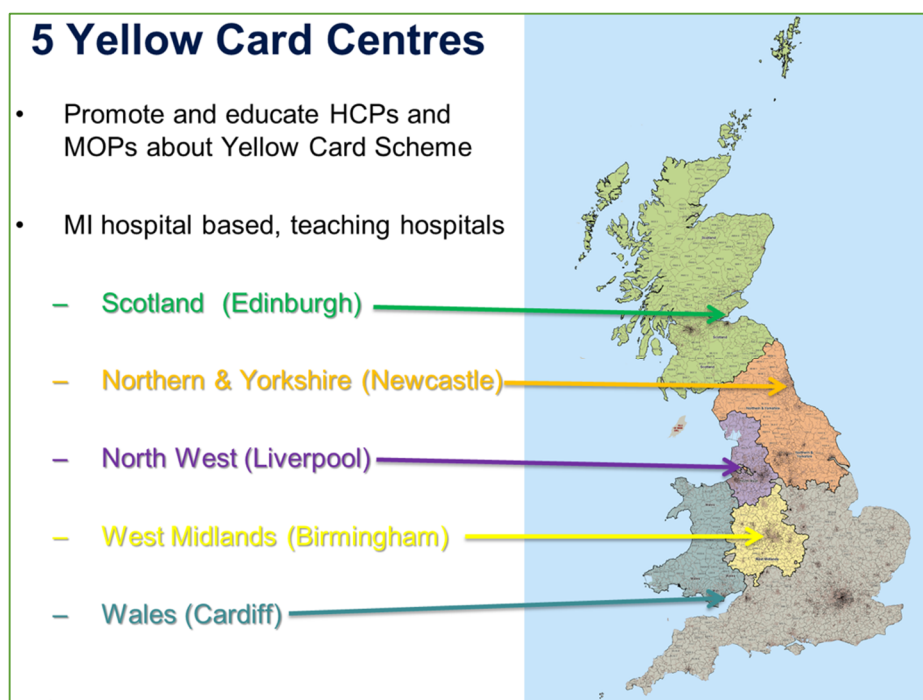 5 Yellow Card Centres
• Promote and educate HCPs and
MOPs about Yellow Card Scheme
• MI hospital based, teaching hospitals
– Scotland (Edinburgh)
– Northern & Yorkshire (Newcastle)
– North West (Liverpool)
– West Midlands (Birmingham)
– Wales (Cardiff)